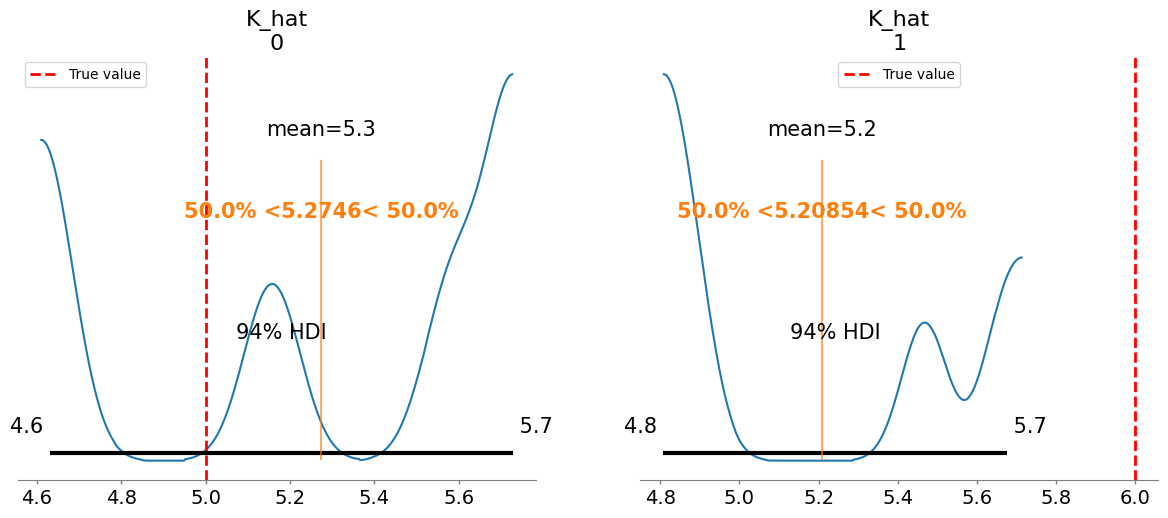 K_hat
0
True value
mean=5.3
50.0% <5.2746< 50.0%
94% HDI
4.6
5.7
4.6 4.8 5.0 5.2 5.4 5.6
K_hat
1
True value
mean=5.2
50.0% <5.20854< 50.0%
94% HDI
4.8
5.7
4.8 5.0 5.2 5.4 5.6 5.8 6.0